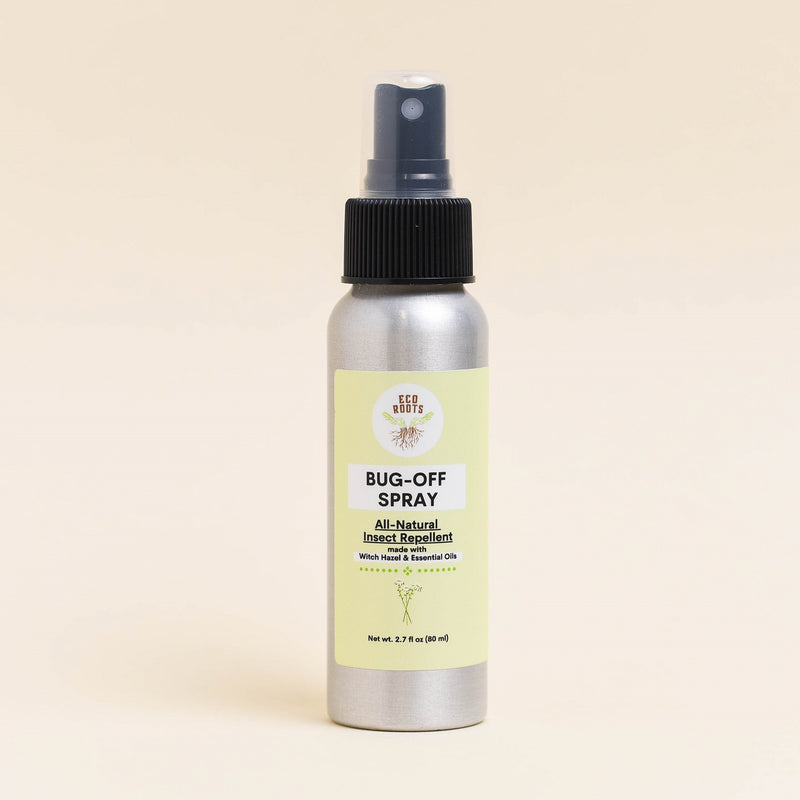 ECO
ROOTS
BUG-OFF
SPRAY
All-Natural
Insect Repellent
made with
Witch Hazel & Essential Oils
Net wt. 2.7 fl oz (80 ml)